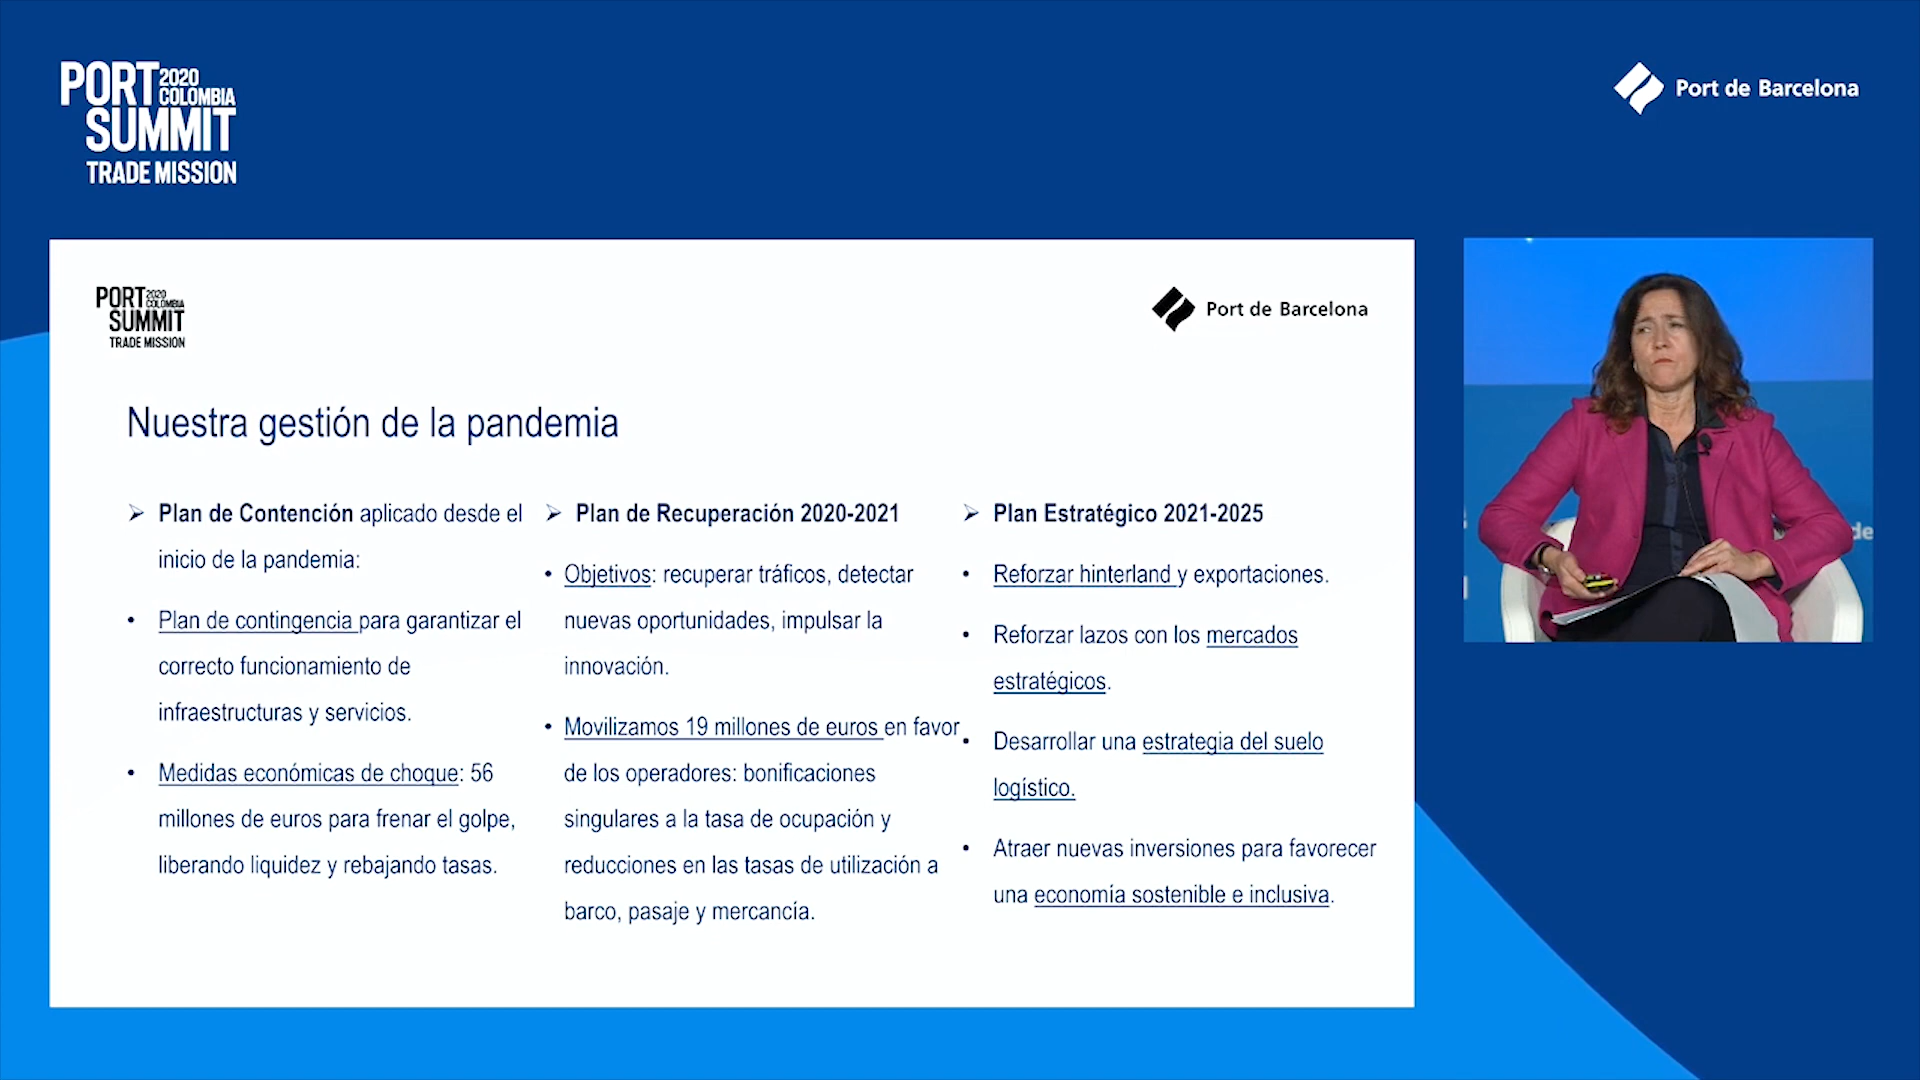 PORT 2020
COLOMBIA
SUMMIT
TRADE MISSION
Port de Barcelona
PORT 2020
COLOMBIA
SUMMIT
TRADE MISSION
Port de Barcelona
Nuestra gestión de la pandemia
➢ Plan de Contención aplicado desde el
inicio de la pandemia:
• Plan de contingencia para garantizar el
correcto funcionamiento de
infraestructuras y servicios.
• Medidas económicas de choque: 56
millones de euros para frenar el golpe,
liberando liquidez y rebajando tasas.
➢ Plan de Recuperación 2020-2021
• Objetivos: recuperar tráficos, detectar
nuevas oportunidades, impulsar la
innovación.
• Movilizamos 19 millones de euros en favor
de los operadores: bonificaciones
singulares a la tasa de ocupación y
reducciones en las tasas de utilización a
barco, pasaje y mercancía.
➢ Plan Estratégico 2021-2025
• Reforzar hinterland y exportaciones.
• Reforzar lazos con los mercados
estratégicos.
• Desarrollar una estrategia del suelo
logístico.
• Atraer nuevas inversiones para favorecer
una economía sostenible e inclusiva.
de